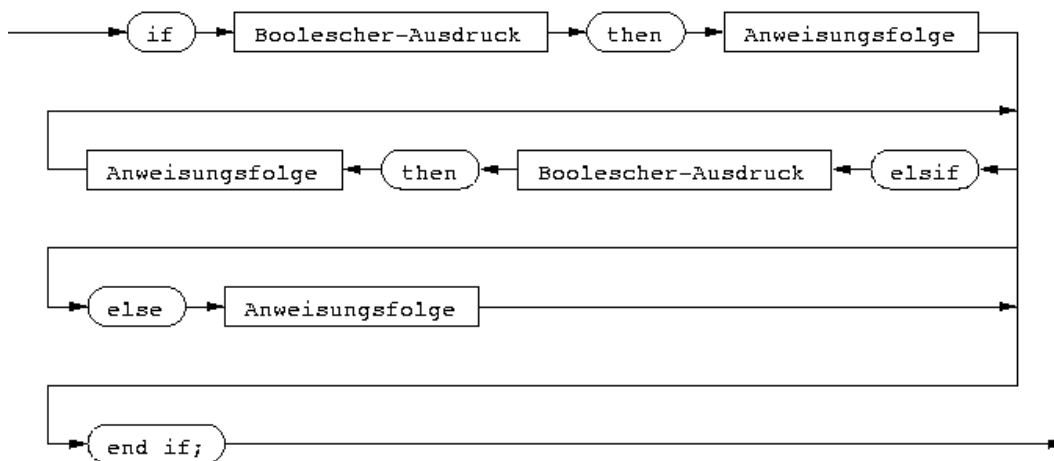 if Boolescher-Ausdruck then Anweisungsfolge
Anweisungsfolge then Boolescher-Ausdruck elsif
else Anweisungsfolge
end if;